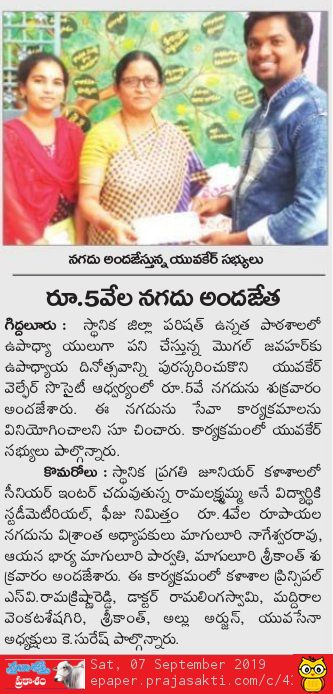 నగదు అందజేస్తున్న యువకేర్ సభ్యులు
రూ.5వేల నగదు అందజేత
గిద్దలూరు : స్థానిక జిల్లా పరిషత్ ఉన్నత పాఠశాలలో
ఉపాధ్యా యులుగా పని చేస్తున్న మొగల్ జవహర్‌కు
ఉపాధ్యాయ దినోత్సవాన్ని పురస్కరించుకొని యువకేర్
వెల్ఫేర్ సొసైటీ ఆధ్వర్యంలో రూ.5వే నగదును శుక్రవారం
అందజేశారు. ఈ నగదును సేవా కార్యక్రమాలను
వినియోగించాలని సూ చించారు. కార్యక్రమంలో యువకేర్
సభ్యులు పాల్గొన్నారు.
కొమరోలు : స్థానిక ప్రగతి జూనియర్ కళాశాలలో
సీనియర్ ఇంటర్ చదువుతున్న రామలక్ష్మమ్మ అనే విద్యార్థికి
స్టడీమెటీరియల్, ఫీజు నిమిత్తం రూ.4వేల రూపాయల
నగదును విశ్రాంత అధ్యాపకులు మాగులూరి నాగేశ్వరరావు,
ఆయన భార్య మాగులూరి పార్వతి, మాగులూరి శ్రీకాంత్ శు
క్రవారం అందజేశారు. ఈ కార్యక్రమంలో కళాశాల ప్రిన్సిపల్
ఎస్‌వి.రామక్రిష్ణారెడ్డి, డాక్టర్ రామలింగస్వామి, మద్దిరాల
వెంకటశేషగిరి, శ్రీకాంత్, అల్లు అర్జున్, యువసేనా
అధ్యక్షులు కె.సురేష్ పాల్గొన్నారు.
ప్రజాశక్తి
ప్రకాశం
Sat, 07 September 2019
epaper.prajasakti.com/c/4